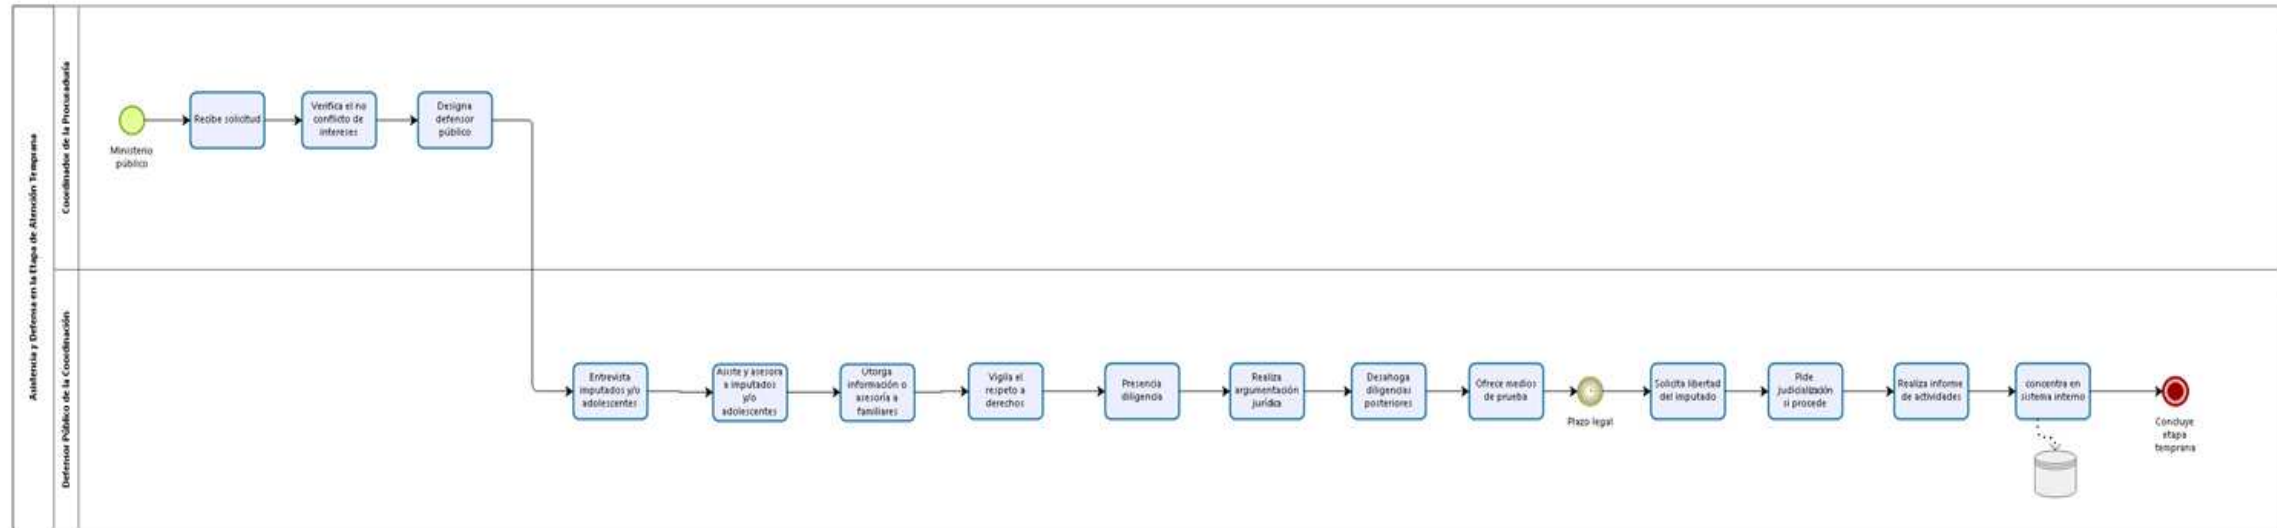 Asistencia y Defensa en la Etapa de Atención Temprana
Coordinador de la Procuraduría
Ministerio
público
Recibe solicitud
Verifica el no
conflicto de
intereses
Designa
defensor
público
Defensor Público de la Coordinación
Entrevista
imputados y/o
adolescentes
Asiste y asesora
a imputados
y/o
adolescentes
Otorga
información o
asesoría a
familiares
Vigila el
respeto a
derechos
Presencia
diligencia
Realiza
argumentación
jurídica
Desahoga
diligencias
posteriores
Ofrece medios
de prueba
Plazo legal
Solicita libertad
del imputado
Pide
judicialización
si procede
Realiza informe
de actividades
concentra en
sistema interno
Concluye
etapa
temprana